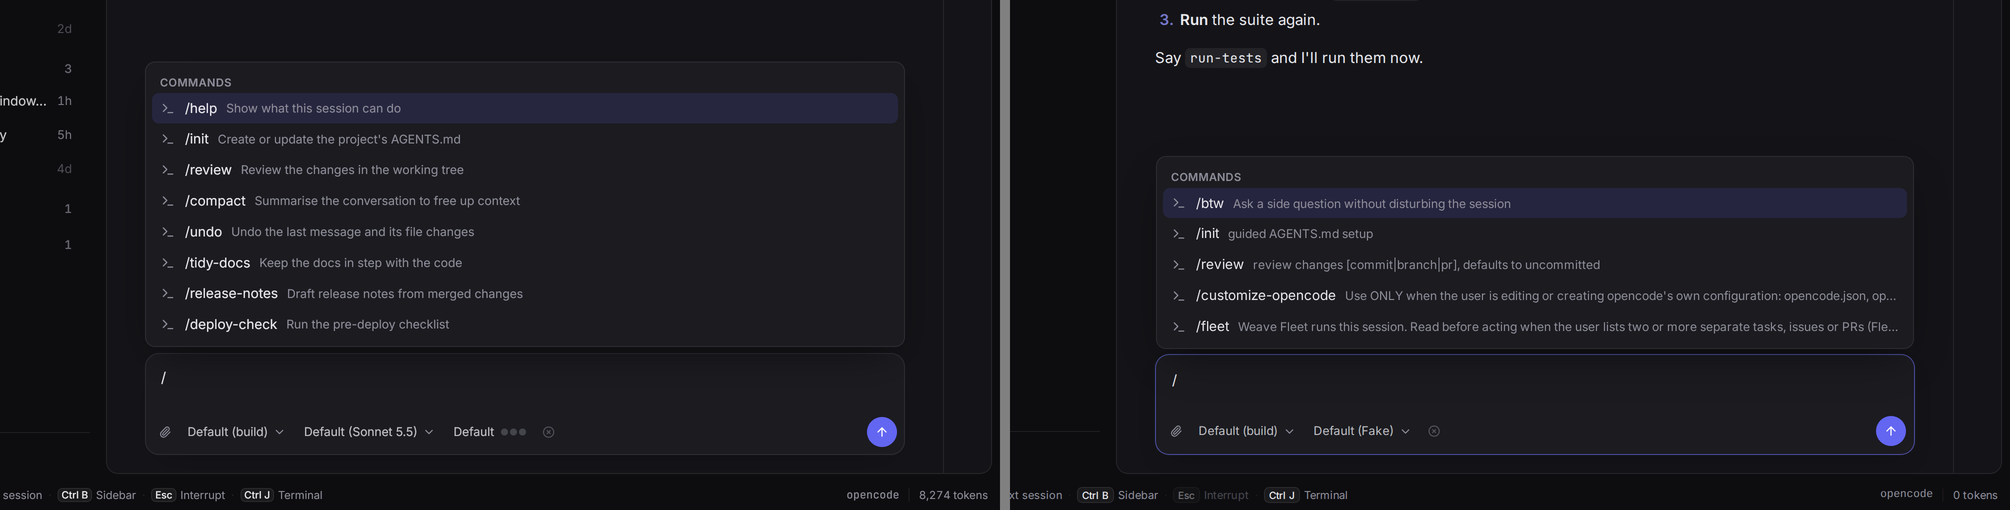 2d
3
indow... 1h
y 5h
4d
1
1
COMMANDS
/help Show what this session can do
/init Create or update the project's AGENTS.md
/review Review the changes in the working tree
/compact Summarise the conversation to free up context
/undo Undo the last message and its file changes
/tidy-docs Keep the docs in step with the code
/release-notes Draft release notes from merged changes
/deploy-check Run the pre-deploy checklist
/
Default (build) Default (Sonnet 5.5) Default
session · Ctrl B Sidebar · Esc Interrupt · Ctrl J Terminal opencode 8,274 tokens
3. Run the suite again.
Say run-tests and I'll run them now.
COMMANDS
/btw Ask a side question without disturbing the session
/init guided AGENTS.md setup
/review review changes [commit|branch|pr], defaults to uncommitted
/customize-opencode Use ONLY when the user is editing or creating opencode's own configuration: opencode.json, op...
/fleet Weave Fleet runs this session. Read before acting when the user lists two or more separate tasks, issues or PRs (Fle...
/
Default (build) Default (Fake)
xt session · Ctrl B Sidebar · Esc Interrupt · Ctrl J Terminal opencode 0 tokens